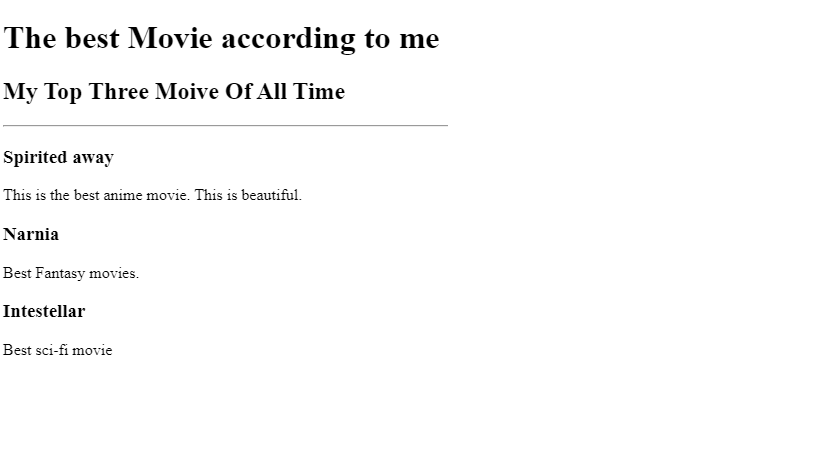 The best Movie according to me
My Top Three Moive Of All Time
Spirited away
This is the best anime movie. This is beautiful.
Narnia
Best Fantasy movies.
Intestellar
Best sci-fi movie